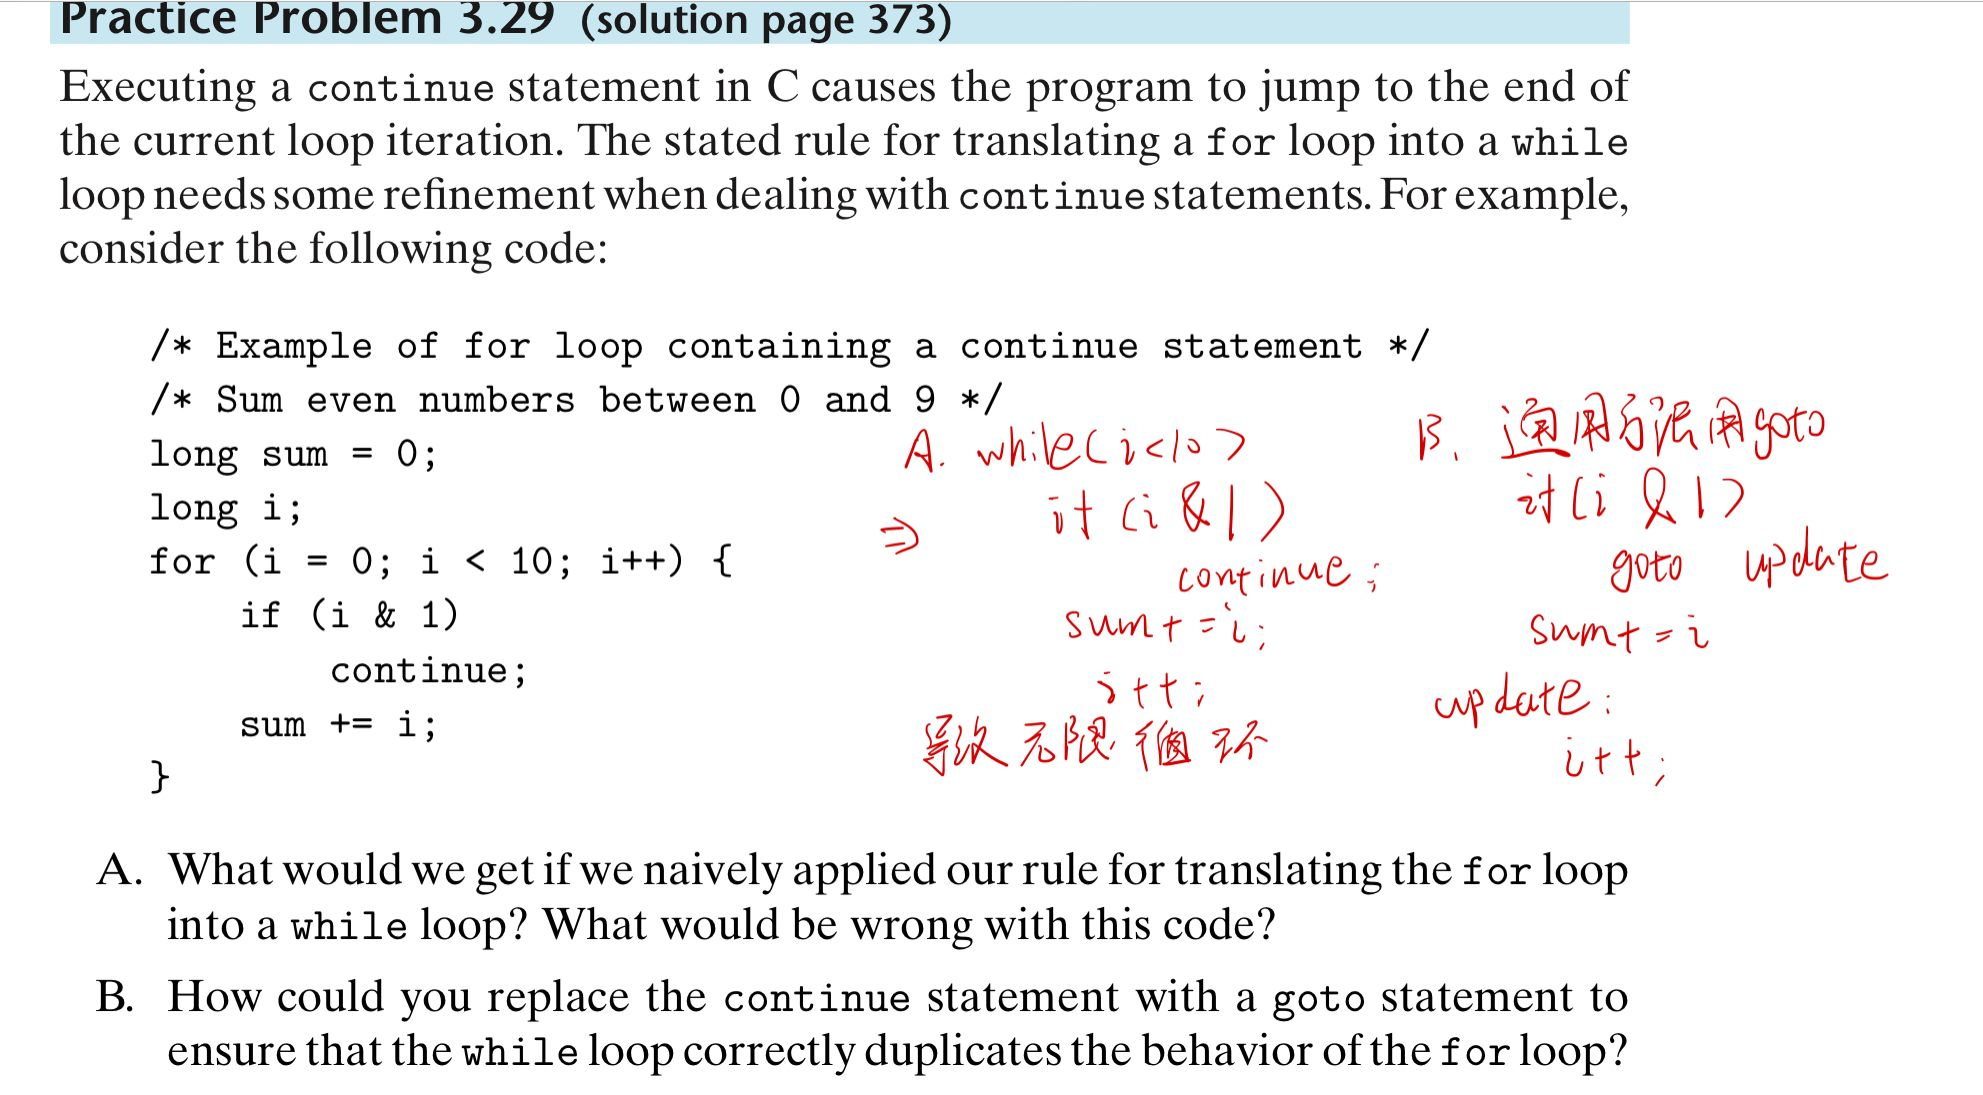 Practice Problem 3.29 (solution page 373)
Executing a continue statement in C causes the program to jump to the end of
the current loop iteration. The stated rule for translating a for loop into a while
loop needs some refinement when dealing with continue statements. For example,
consider the following code:
/* Example of for loop containing a continue statement */
/* Sum even numbers between 0 and 9 */
long sum = 0;
long i;
for (i = 0; i < 10; i++) {
if (i & 1)
continue;
sum += i;
}
A. while(i<10)
⇒ if (i & 1)
continue;
sum+=i;
i++;
导致无限循环
B. 通用方法用goto
if(i & 1)
goto update
sum+=i
update:
i++;
A. What would we get if we naively applied our rule for translating the for loop
into a while loop? What would be wrong with this code?
B. How could you replace the continue statement with a goto statement to
ensure that the while loop correctly duplicates the behavior of the for loop?